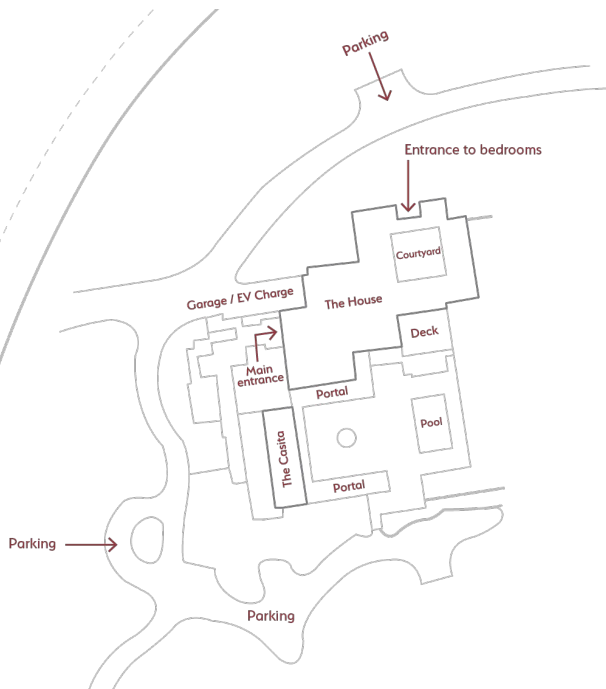 Parking
Entrance to bedrooms
Courtyard
Garage / EV Charge
The House
Deck
Main
entrance
Portal
Pool
The Casita
Portal
Parking
Parking